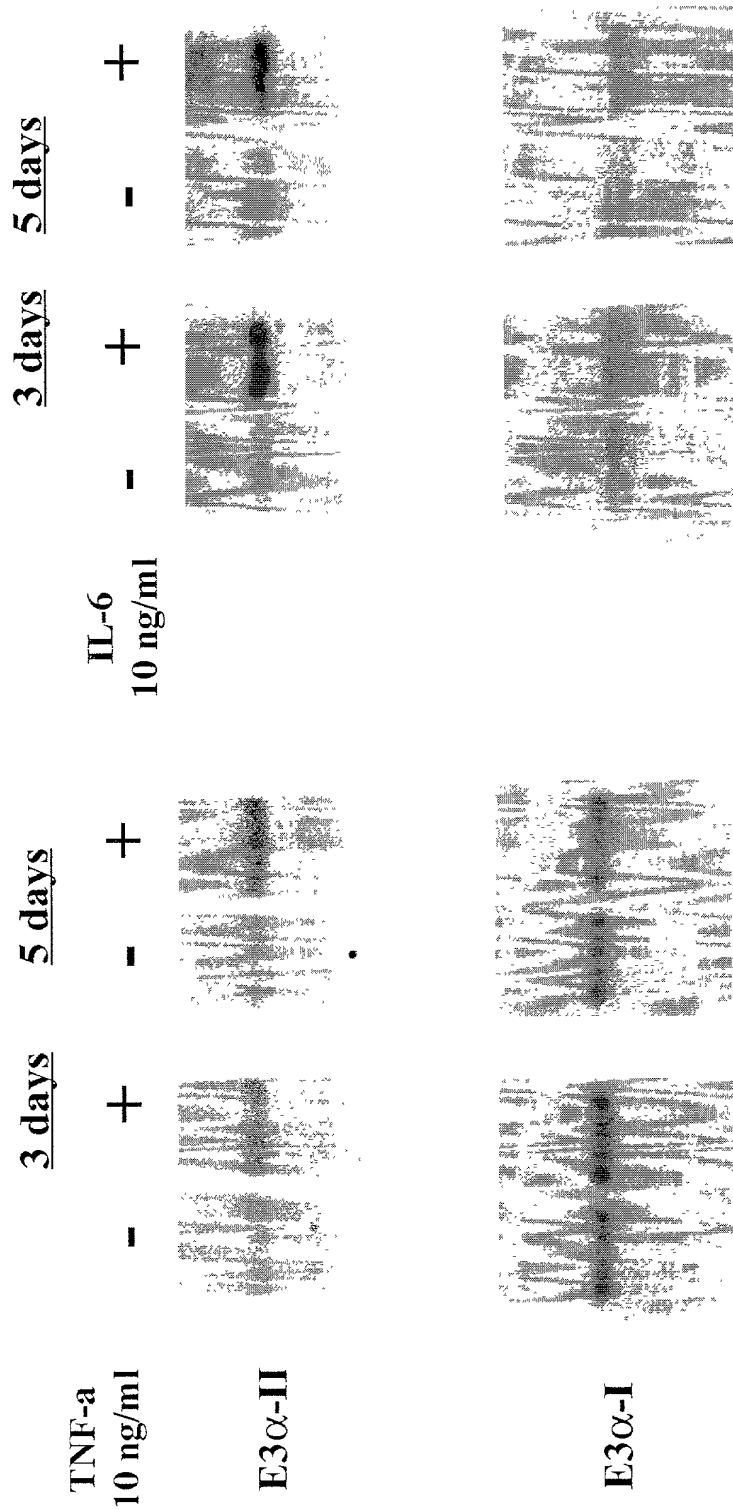 3 days 5 days 3 days 5 days
TNF-a - + - + IL-6 - + - +
10 ng/ml 10 ng/ml
E3α-II
E3α-I